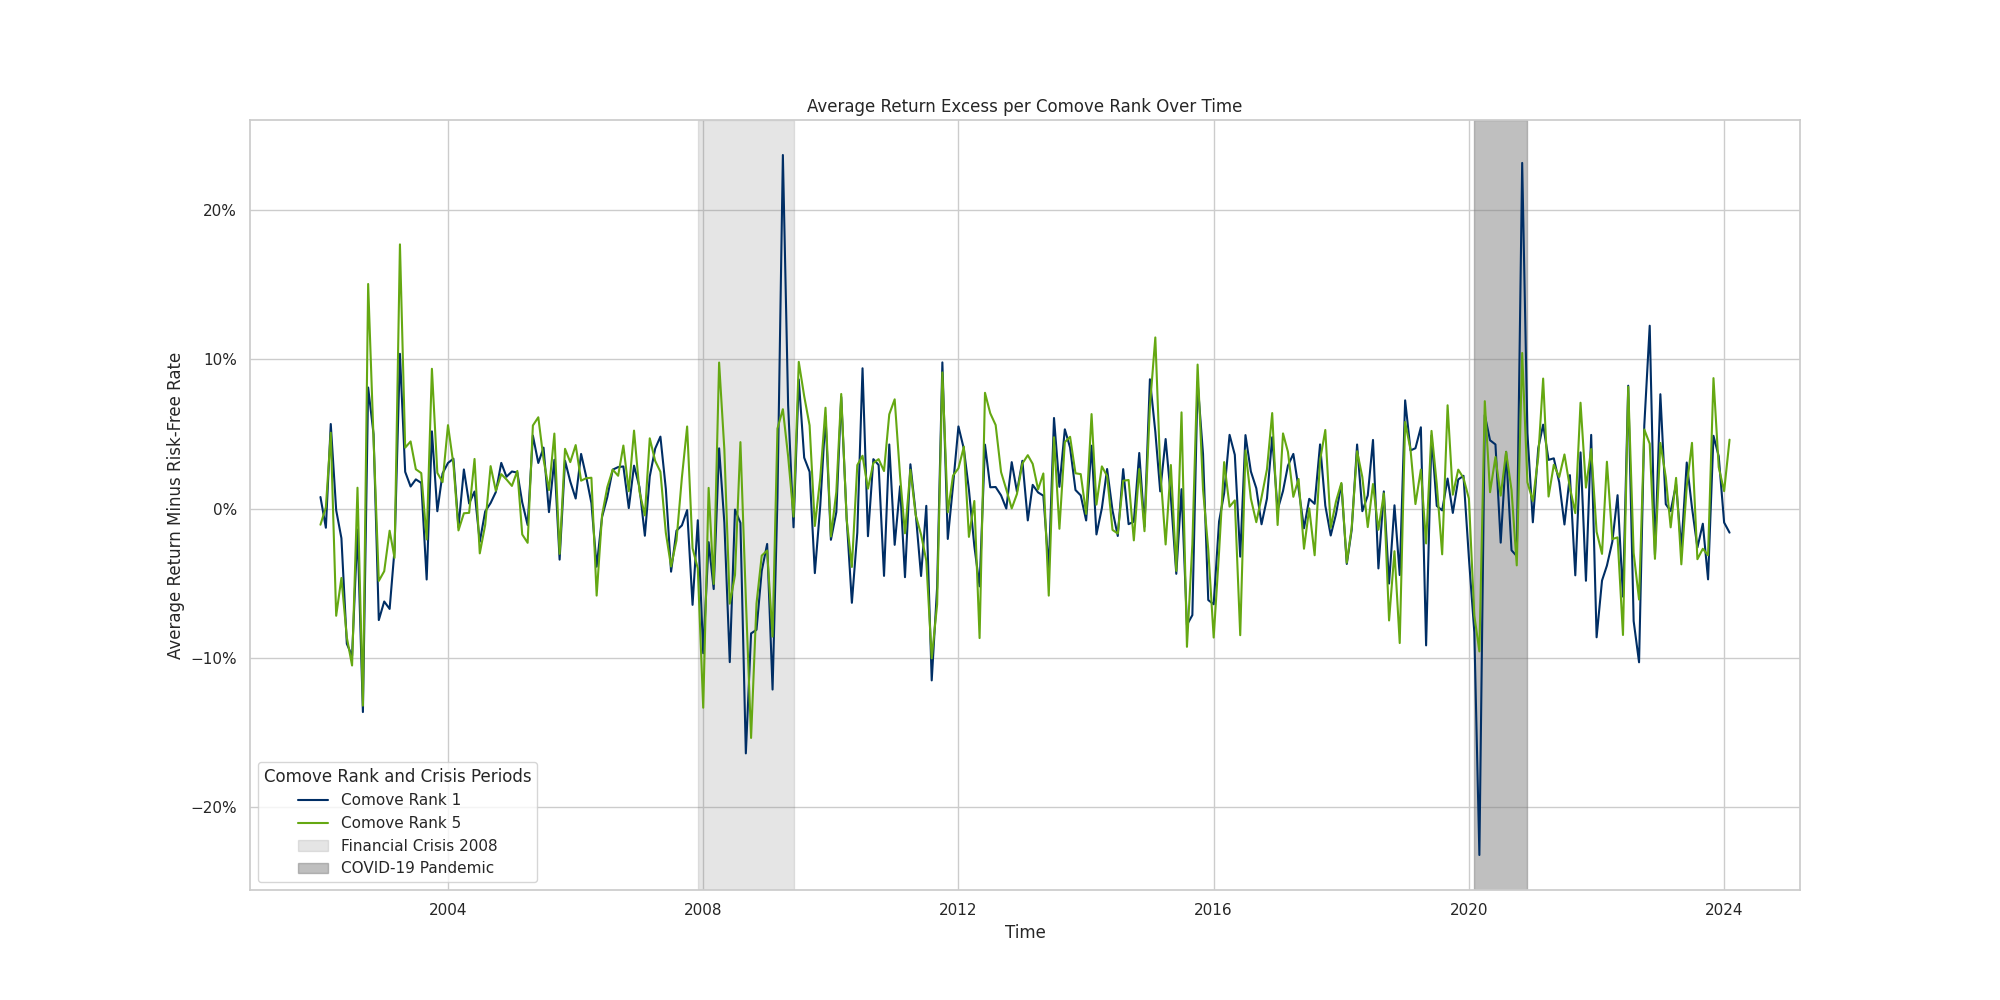 Average Return Excess per Comove Rank Over Time
Average Return Minus Risk-Free Rate
20%
10%
0%
−10%
−20%
Comove Rank and Crisis Periods
Comove Rank 1
Comove Rank 5
Financial Crisis 2008
COVID-19 Pandemic
2004 2008 2012 2016 2020 2024
Time